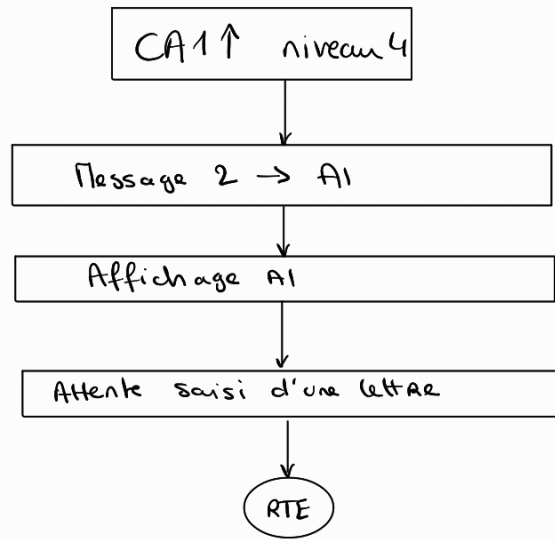 CA1↑ niveau 4
Message 2 → A1
Affichage A1
Attente saisi d'une lettre
RTE